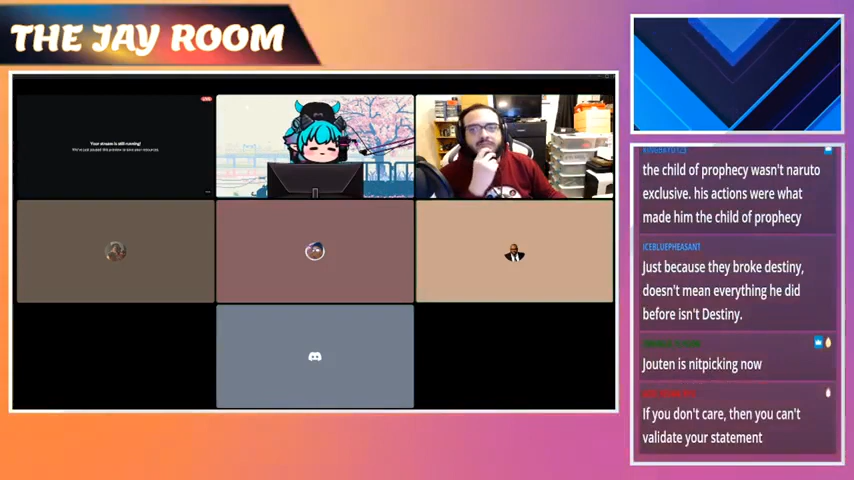 THE JAY ROOM
LIVE
Your stream is still running!
We've just paused this preview to save your resources.
the child of prophecy wasn't naruto
exclusive. his actions were what
made him the child of prophecy
ICEBLUEPHEASANT
Just because they broke destiny,
doesn't mean everything he did
before isn't Destiny.
Jouten is nitpicking now
If you don't care, then you can't
validate your statement